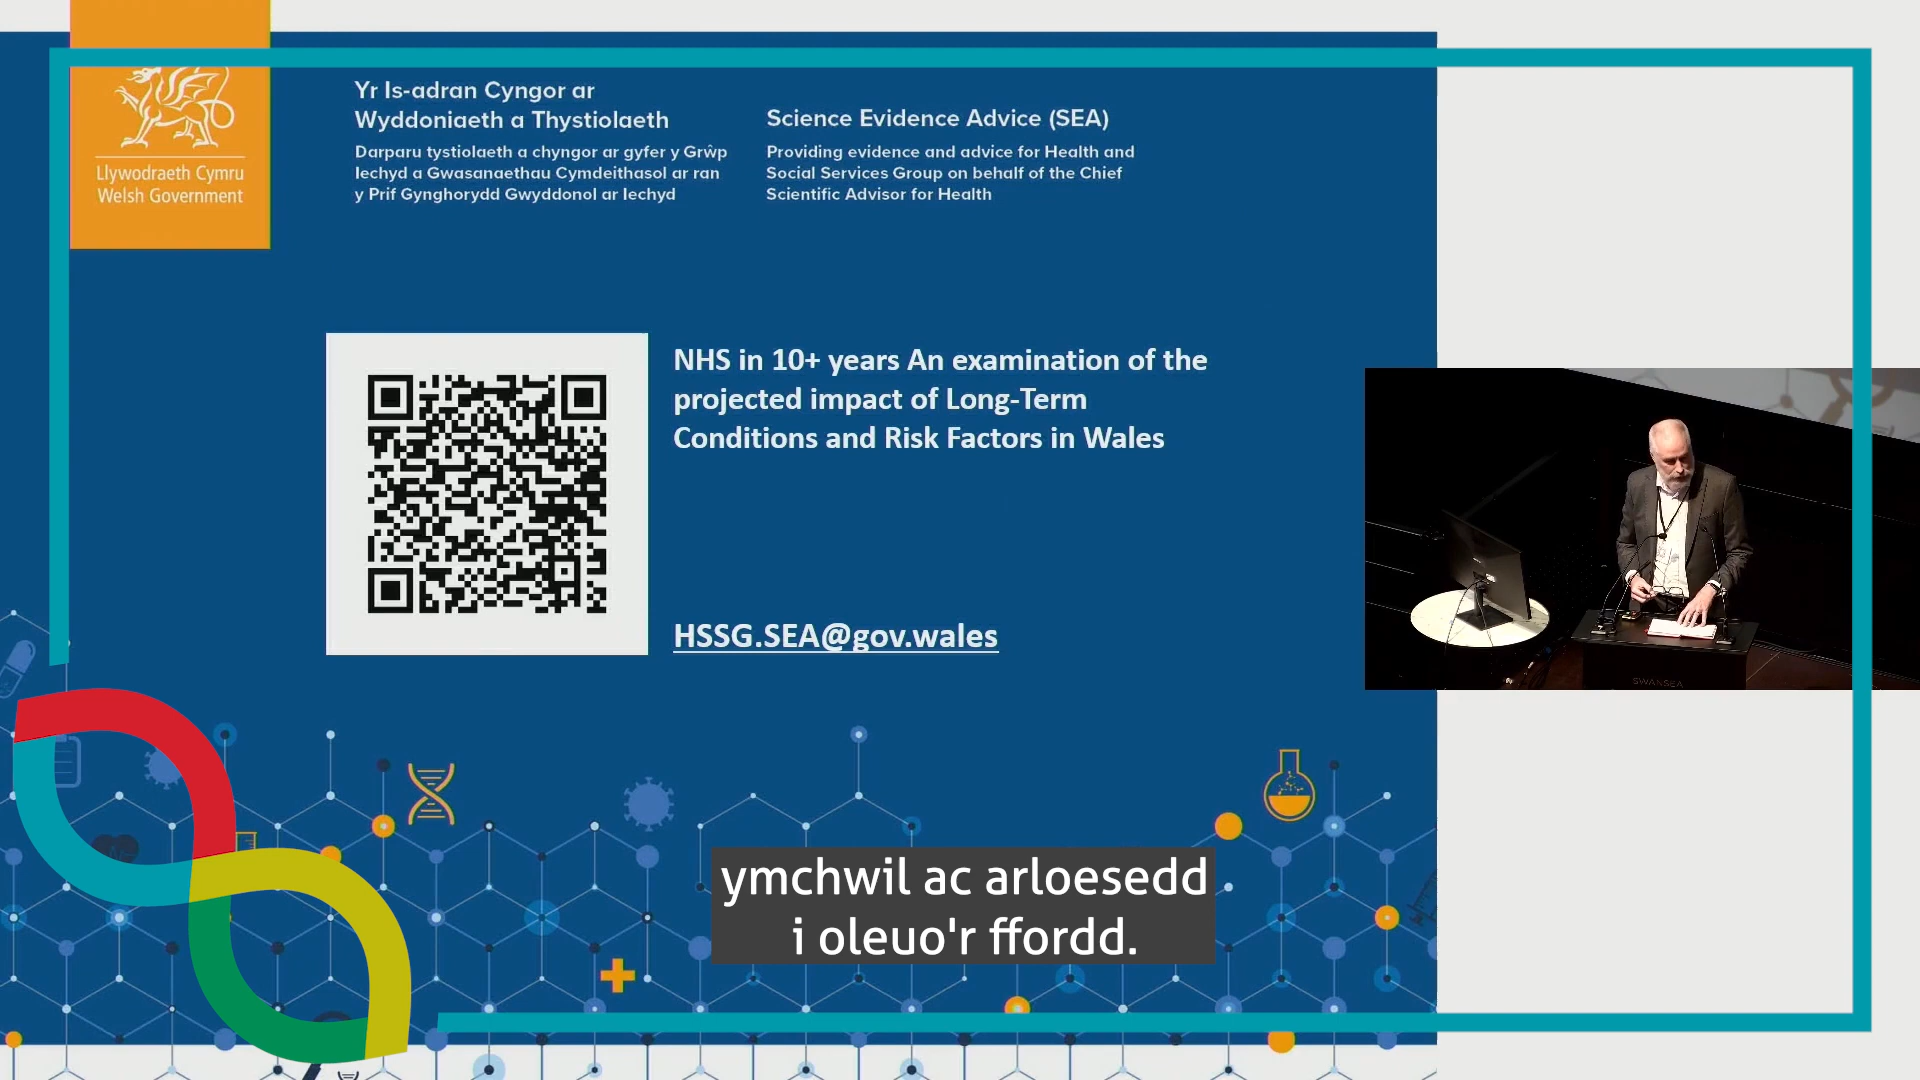 Llywodraeth Cymru
Welsh Government
Yr Is-adran Cyngor ar
Wyddoniaeth a Thystiolaeth
Darparu tystiolaeth a chyngor ar gyfer y Grŵp
Iechyd a Gwasanaethau Cymdeithasol ar ran
y Prif Gynghorydd Gwyddonol ar Iechyd
Science Evidence Advice (SEA)
Providing evidence and advice for Health and
Social Services Group on behalf of the Chief
Scientific Advisor for Health
NHS in 10+ years An examination of the
projected impact of Long-Term
Conditions and Risk Factors in Wales
HSSG.SEA@gov.wales
SWANSEA
ymchwil ac arloesedd
i oleuo'r ffordd.